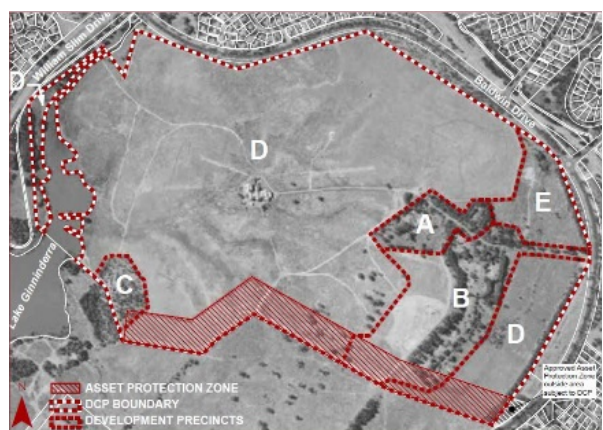 William Slim Drive
D
Baldwin Drive
D
E
A
C
B
D
Lake Ginninderra
Approved Asset
Protection Zone
outside area
subject to DCP
N
ASSET PROTECTION ZONE
DCP BOUNDARY
DEVELOPMENT PRECINCTS